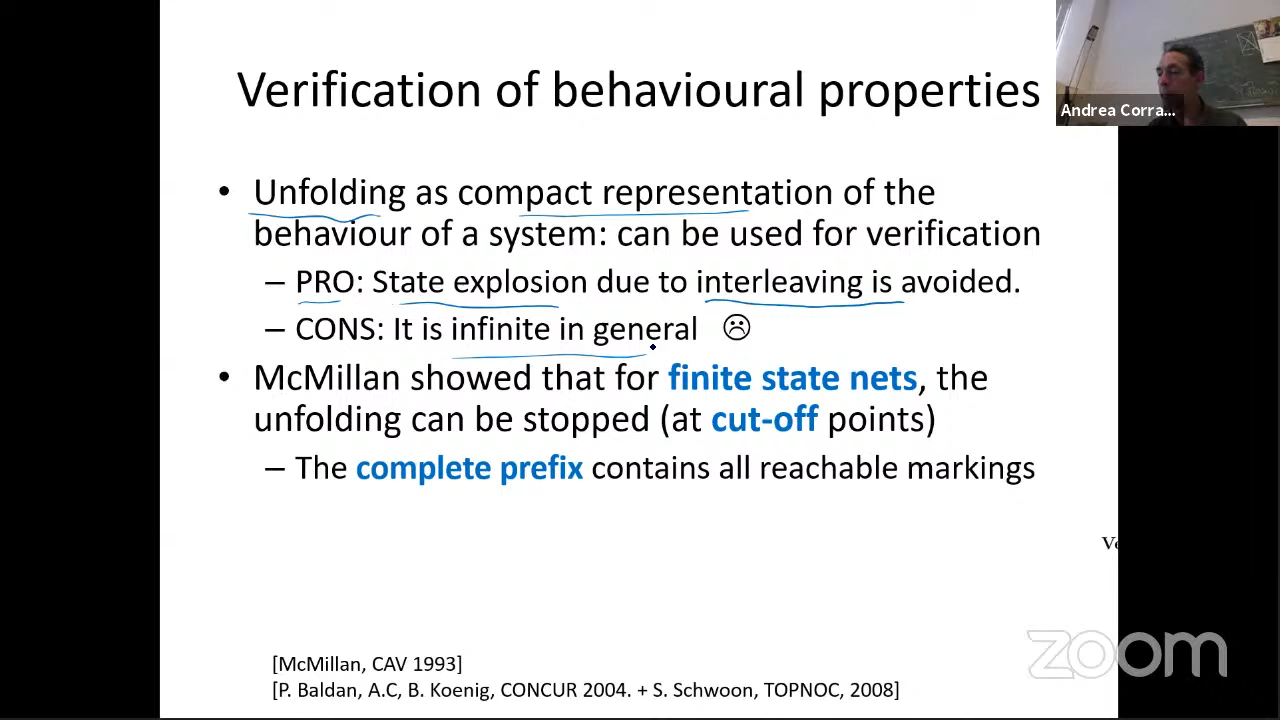 Verification of behavioural properties
Andrea Corra...
• Unfolding as compact representation of the
behaviour of a system: can be used for verification
– PRO: State explosion due to interleaving is avoided.
– CONS: It is infinite in general ☹
• McMillan showed that for finite state nets, the
unfolding can be stopped (at cut-off points)
– The complete prefix contains all reachable markings
Ve
zoom
[McMillan, CAV 1993]
[P. Baldan, A.C, B. Koenig, CONCUR 2004. + S. Schwoon, TOPNOC, 2008]